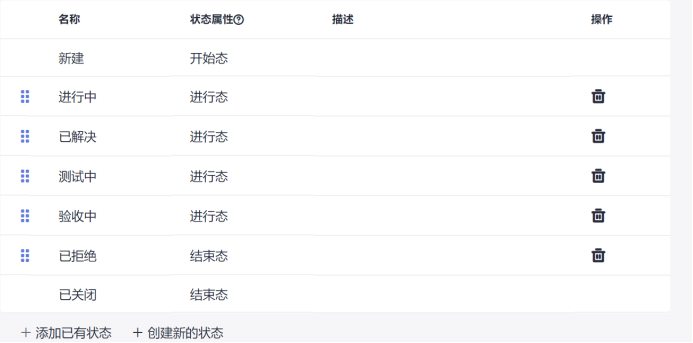 名称 状态属性 描述 操作
新建 开始态
进行中 进行态
已解决 进行态
测试中 进行态
验收中 进行态
已拒绝 结束态
已关闭 结束态
+ 添加已有状态 + 创建新的状态